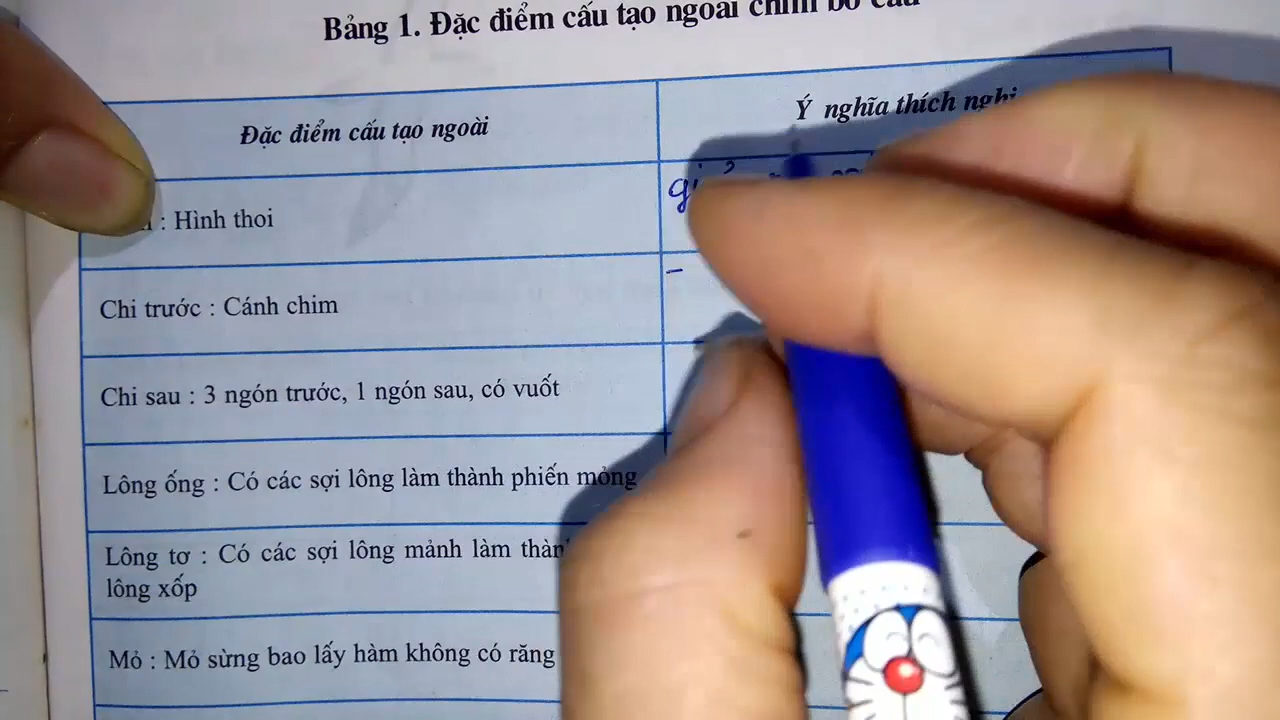 Bảng 1. Đặc điểm cấu tạo ngoài chim bồ câu
Đặc điểm cấu tạo ngoài
Ý nghĩa thích nghi
: Hình thoi
Chi trước : Cánh chim
-
Chi sau : 3 ngón trước, 1 ngón sau, có vuốt
Lông ống : Có các sợi lông làm thành phiến mỏng
Lông tơ : Có các sợi lông mảnh làm thàn
lông xốp
Mỏ : Mỏ sừng bao lấy hàm không có răng